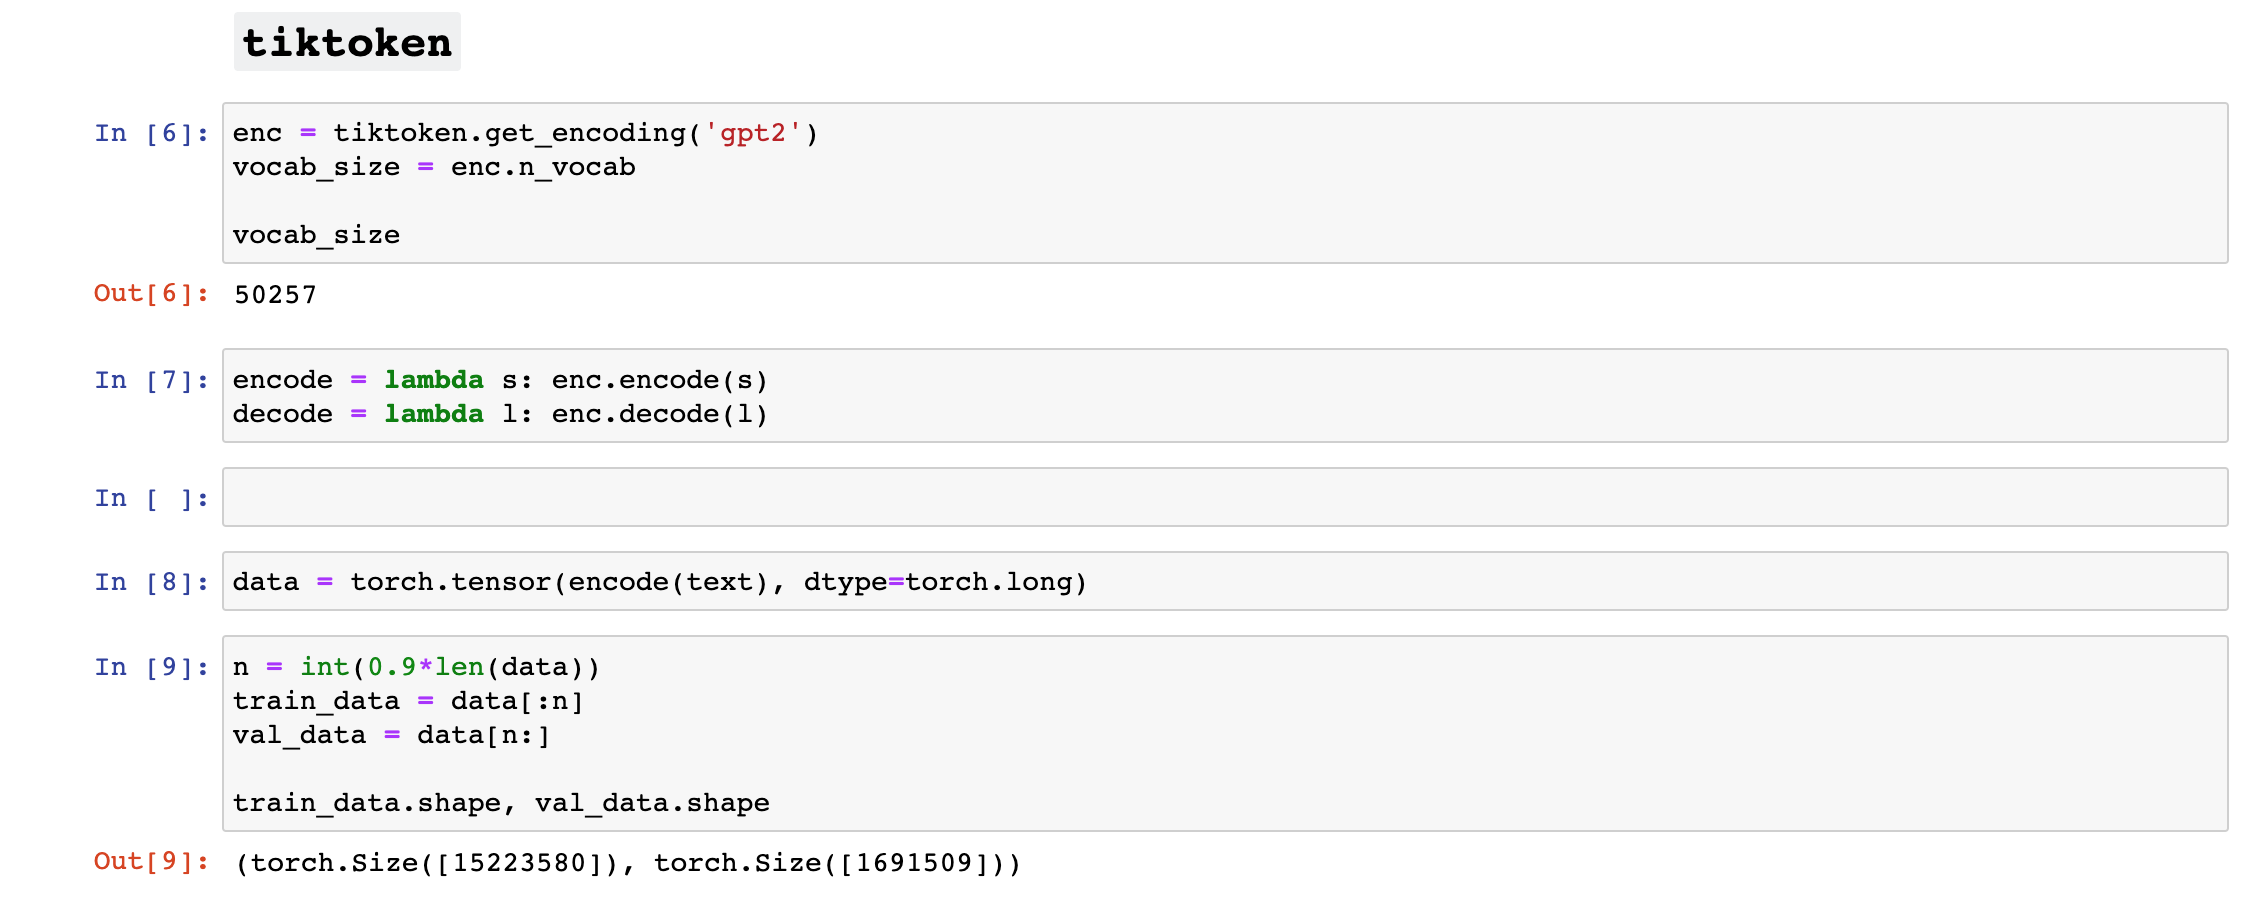 tiktoken
In [6]: enc = tiktoken.get_encoding('gpt2')
vocab_size = enc.n_vocab
vocab_size
Out[6]: 50257
In [7]: encode = lambda s: enc.encode(s)
decode = lambda l: enc.decode(l)
In [ ]:
In [8]: data = torch.tensor(encode(text), dtype=torch.long)
In [9]: n = int(0.9*len(data))
train_data = data[:n]
val_data = data[n:]
train_data.shape, val_data.shape
Out[9]: (torch.Size([15223580]), torch.Size([1691509]))